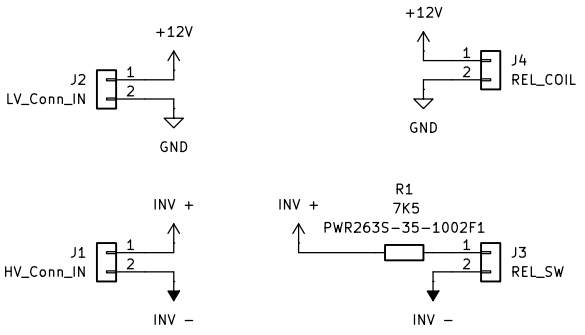 +12V
J2
1
LV_Conn_IN
2
GND
+12V
1
J4
2
REL_COIL
GND
INV +
J1
1
HV_Conn_IN
2
INV -
R1
7K5
PWR263S-35-1002F1
INV +
1
J3
2
REL_SW
INV -